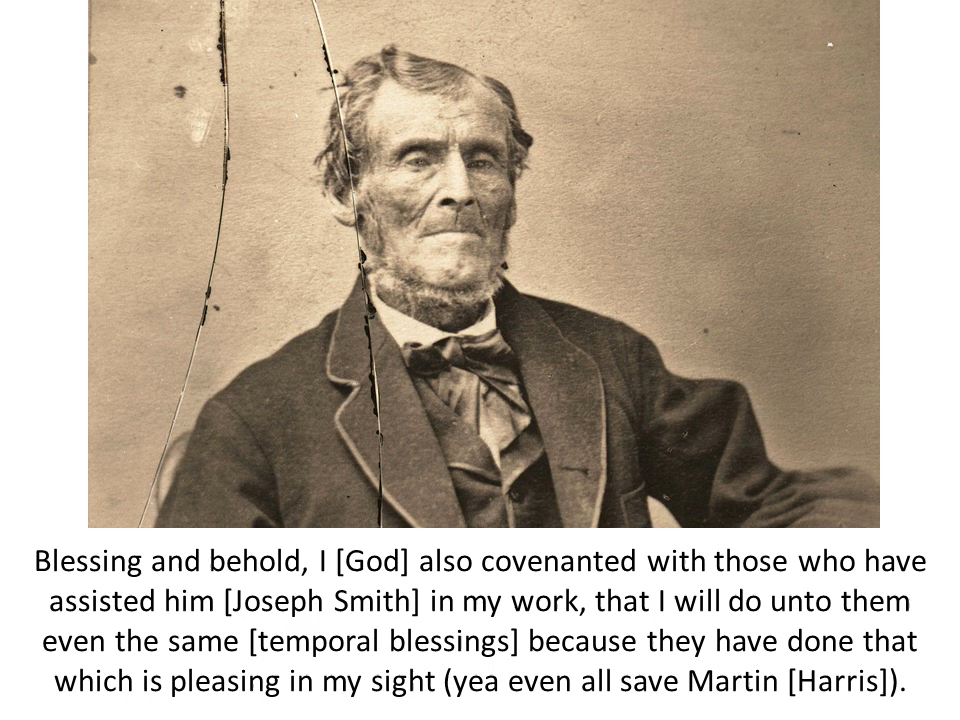 Blessing and behold, I [God] also covenanted with those who have
assisted him [Joseph Smith] in my work, that I will do unto them
even the same [temporal blessings] because they have done that
which is pleasing in my sight (yea even all save Martin [Harris]).